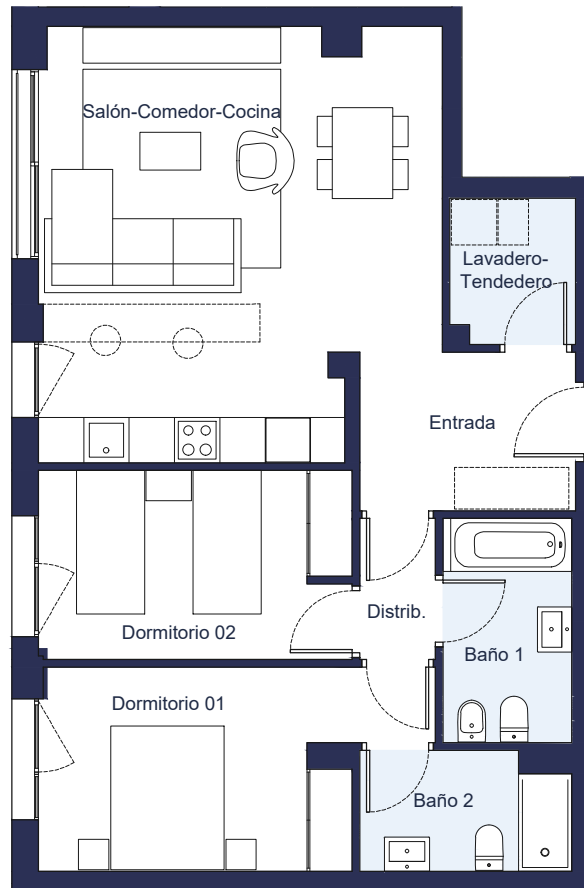 Salón-Comedor-Cocina
Lavadero-
Tendedero
Entrada
Distrib.
Dormitorio 02
Baño 1
Dormitorio 01
Baño 2